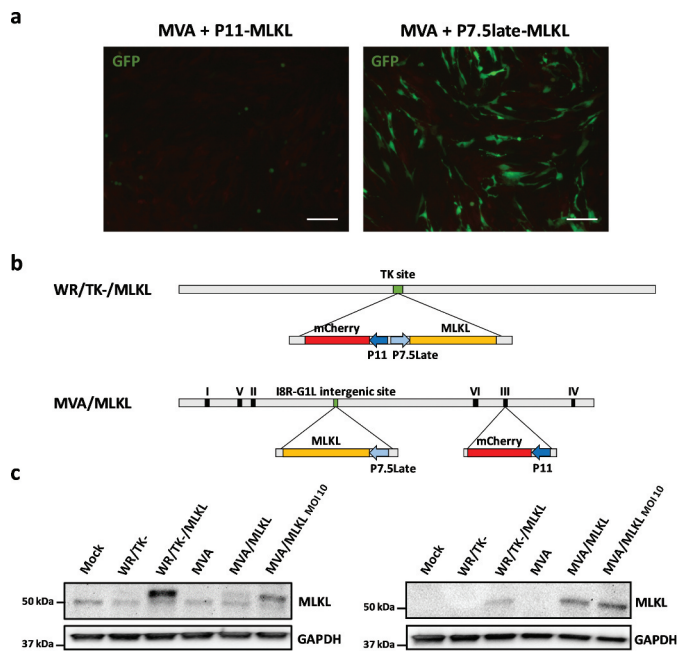 a
MVA + P11-MLKL
MVA + P7.5late-MLKL
GFP
GFP
b
TK site
WR/TK-/MLKL
mCherry
MLKL
P11
P7.5Late
I
V
II
I8R-G1L intergenic site
VI
III
IV
MVA/MLKL
MLKL
mCherry
P7.5Late
P11
c
Mock
WR/TK-
WR/TK-/MLKL
MVA
MVA/MLKL
MVA/MLKL MOI 10
50 kDa
MLKL
37 kDa
GAPDH
Mock
WR/TK-
WR/TK-/MLKL
MVA
MVA/MLKL
MVA/MLKL MOI 10
50 kDa
MLKL
37 kDa
GAPDH